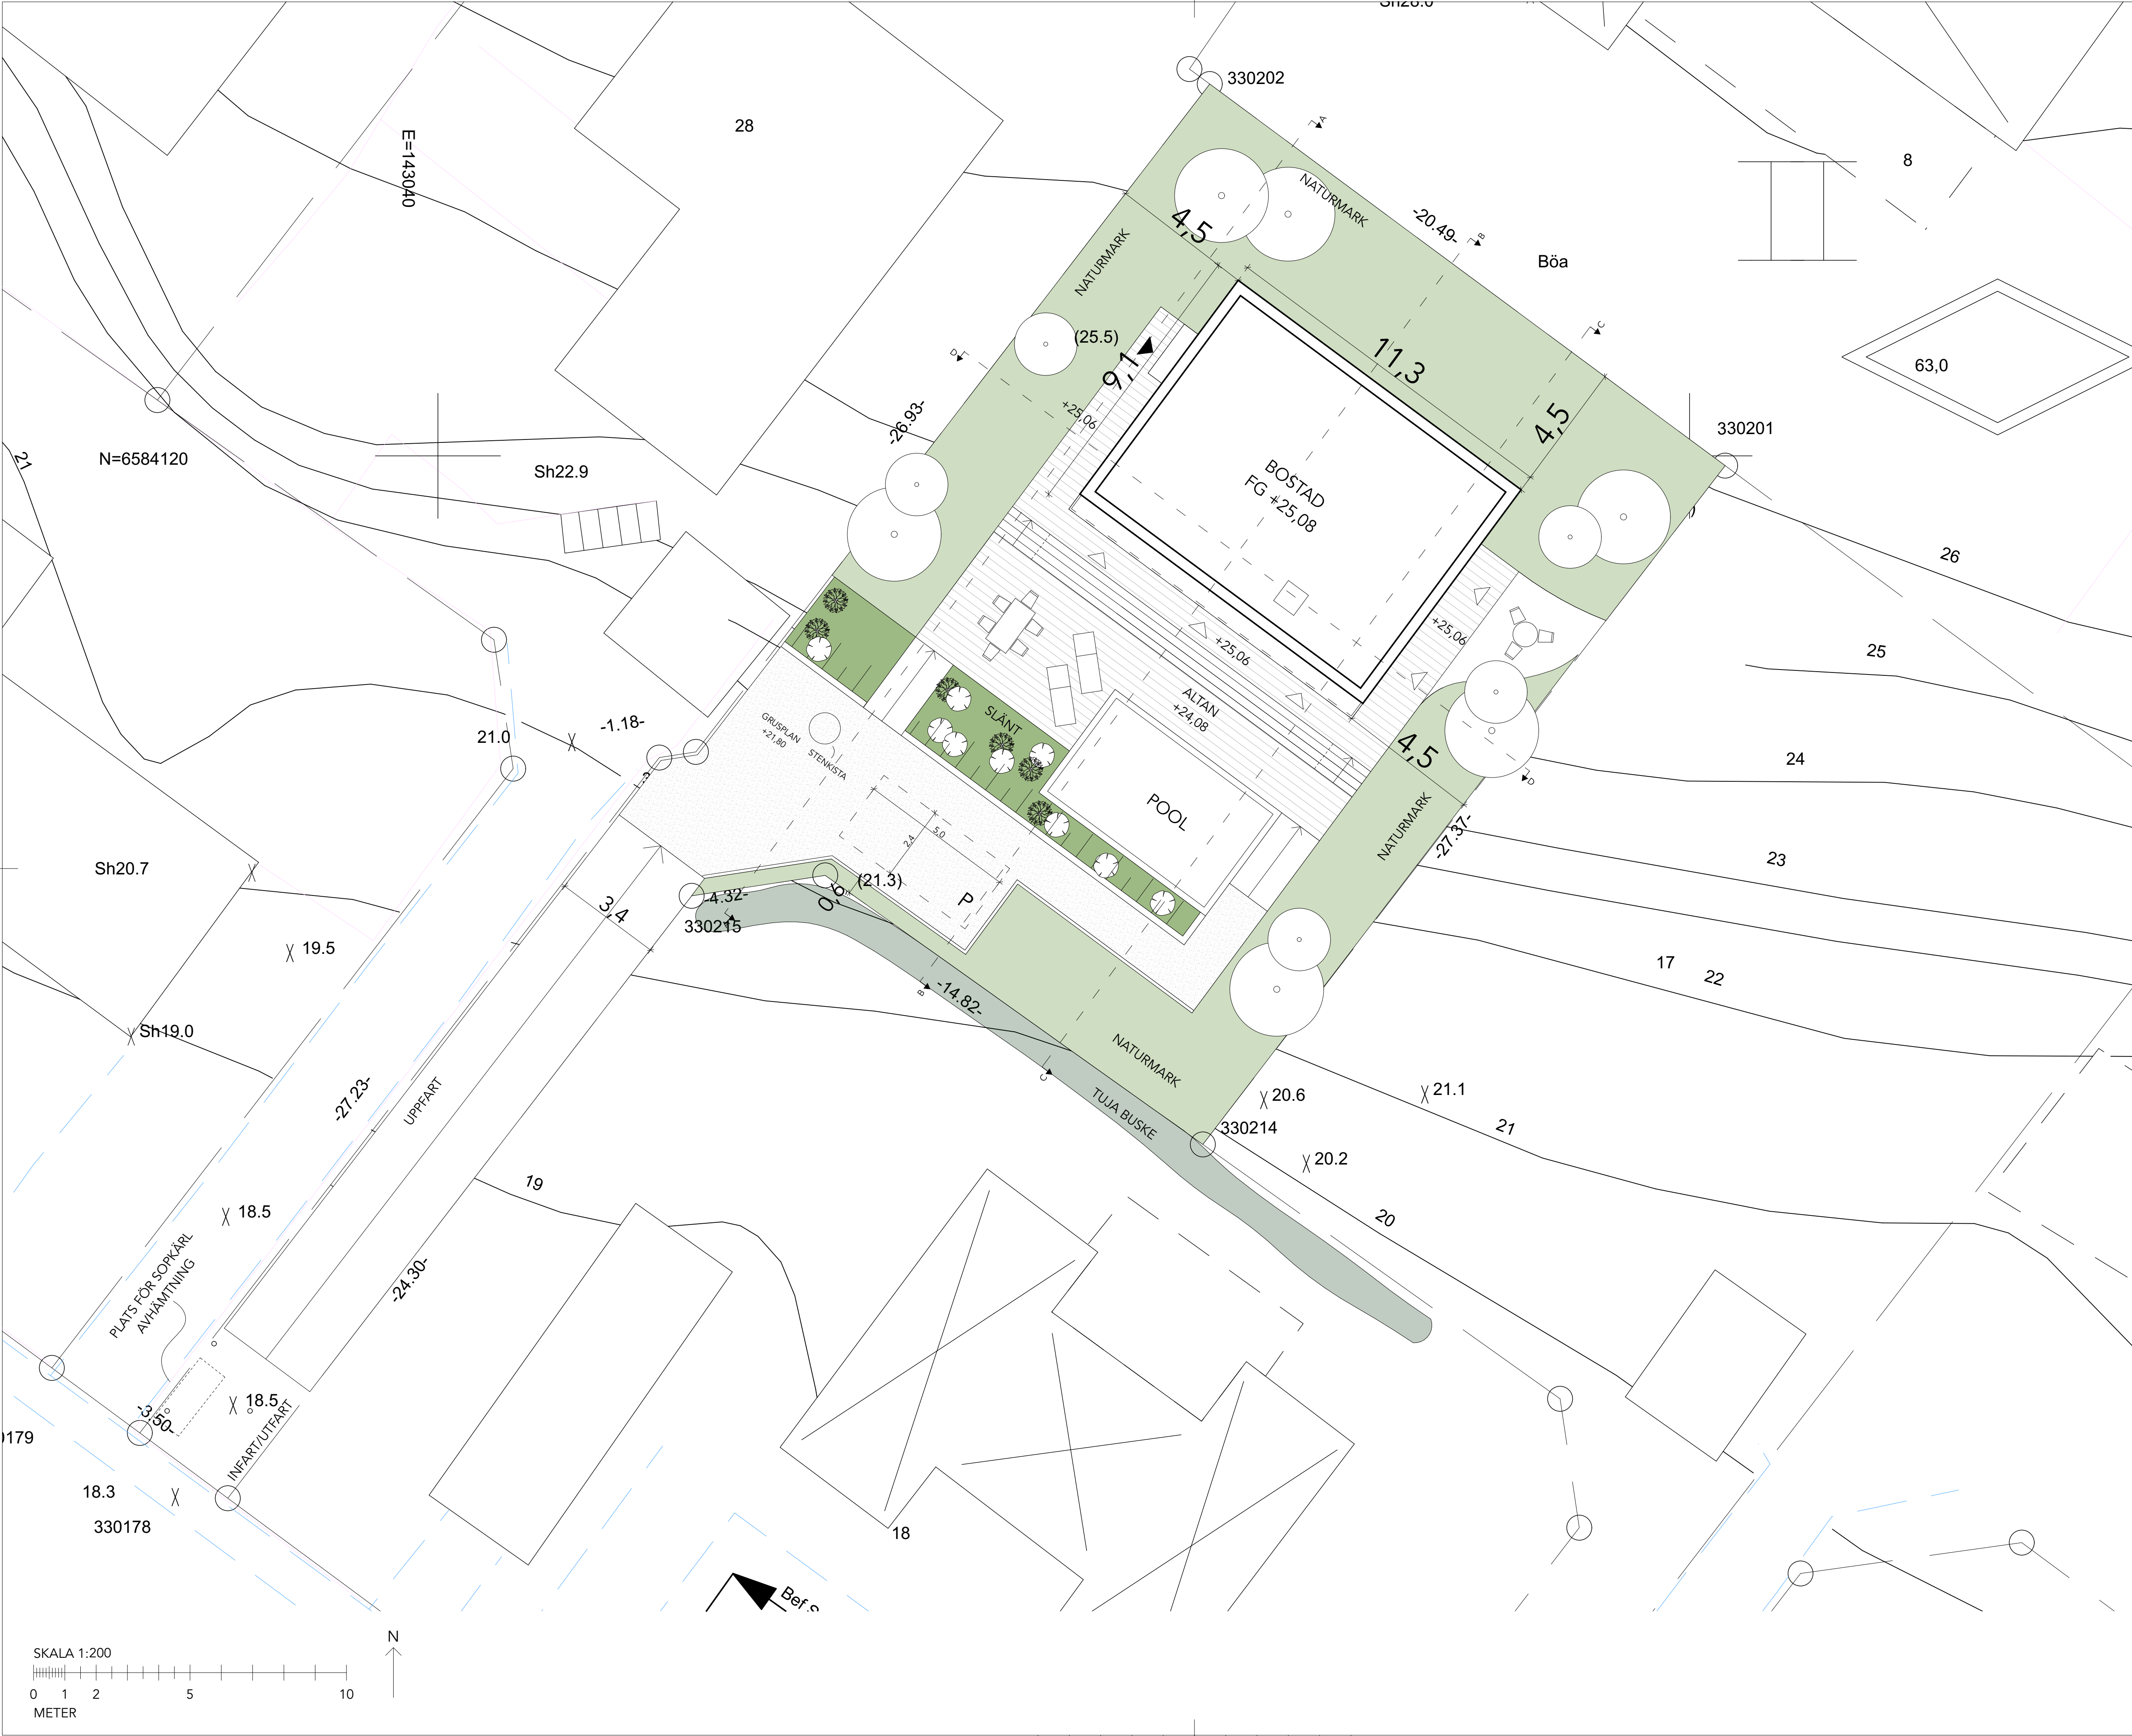 330202
28
E=143040
8
NATURMARK
-20.49-
A
B
Böa
4,5
NATURMARK
C
11,3
(25.5)
9,1
D
63,0
4,5
+25,06
-26.93-
330201
21
N=6584120
Sh22.9
BOSTAD
FG +25,08
26
+25,06
+25,06
25
SLÄNT
ALTAN
+24,08
GRUSPLAN
+21,80
STENKISTA
-1.18-
21.0
4,5
24
D
POOL
NATURMARK
-27.37-
5,0
2,4
23
Sh20.7
(21.3)
P
-4.32-
330215
3,4
19.5
17
22
B
-14.82-
Sh19.0
NATURMARK
C
TUJA BUSKE
20.6
21.1
-27.23-
UPPFART
330214
21
20.2
19
18.5
20
PLATS FÖR SOPKÄRL
AVHÄMTNING
-24.30-
18.5
-3,50-
INFART/UTFART
18.3
330178
18
SKALA 1:200
N
0 1 2 5 10
METER